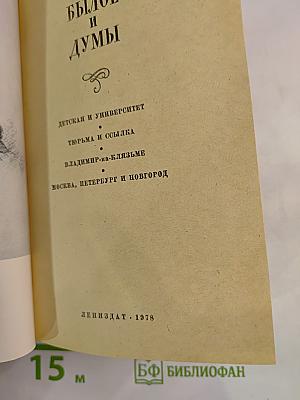 БЫЛОЕ
И
ДУМЫ
ДЕТСКАЯ И УНИВЕРСИТЕТ
•
ТЮРЬМА И ССЫЛКА
•
ВЛАДИМИР-на-КЛЯЗЬМЕ
•
МОСКВА, ПЕТЕРБУРГ И НОВГОРОД
ЛЕНИЗДАТ · 1978
15 м
БФ БИБЛИОФАН